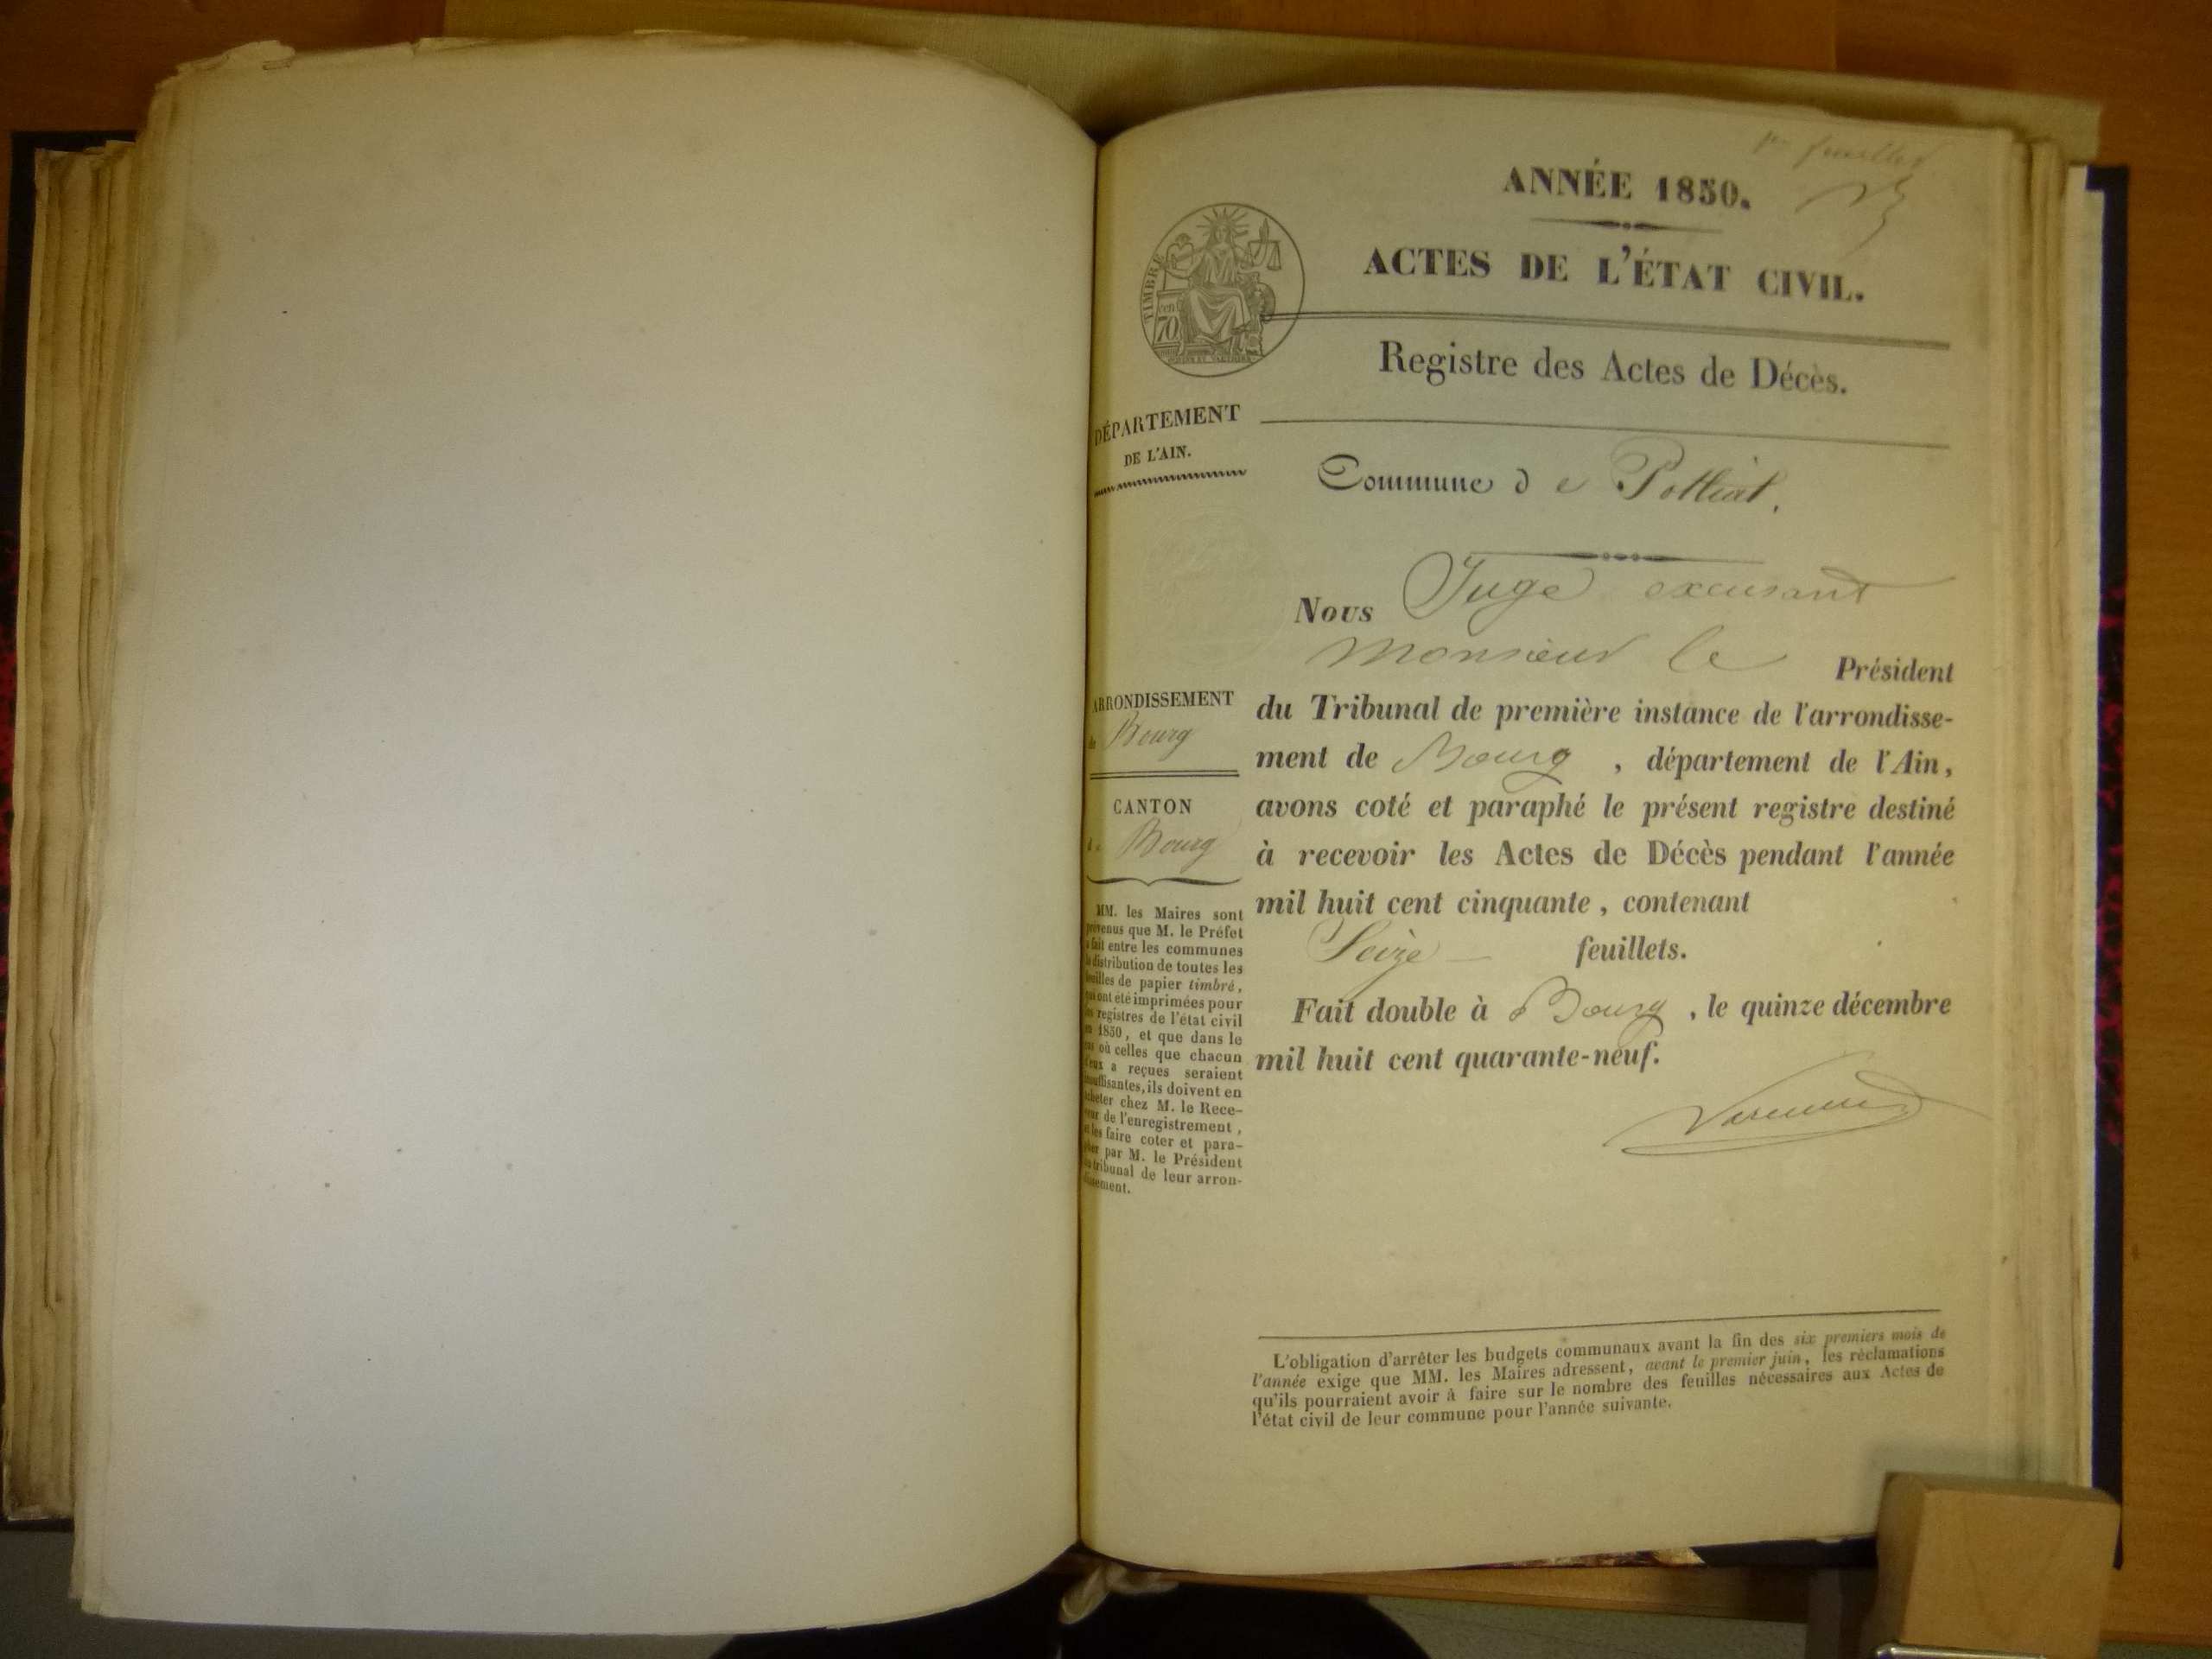 1er feuillet
ANNÉE 1850.
ACTES DE L'ÉTAT CIVIL.
TIMBRE
70
Registre des Actes de Décès.
DÉPARTEMENT
DE L'AIN.
Commune de Polliat.
Nous Juge excusant
Monsieur le Président
du Tribunal de première instance de l'arrondisse-
ment de Bourg, département de l'Ain,
avons coté et paraphé le présent registre destiné
à recevoir les Actes de Décès pendant l'année
mil huit cent cinquante, contenant
Seize feuillets.
Fait double à Bourg, le quinze décembre
mil huit cent quarante-neuf.
ARRONDISSEMENT
de Bourg
CANTON
de Bourg
MM. les Maires sont
prévenus que M. le Préfet
a fait entre les communes
la distribution de toutes les
feuilles de papier timbré,
qui ont été imprimées pour
les registres de l'état civil
en 1850, et que dans le
cas où celles que chacun
d'eux a reçues seraient
insuffisantes, ils doivent en
acheter chez M. le Rece-
veur de l'enregistrement,
et les faire coter et para-
pher par M. le Président
du tribunal de leur arron-
dissement.
L'obligation d'arrêter les budgets communaux avant la fin des six premiers mois de
l'année exige que MM. les Maires adressent, avant le premier juin, les réclamations
qu'ils pourraient avoir à faire sur le nombre des feuilles nécessaires aux Actes de
l'état civil de leur commune pour l'année suivante.